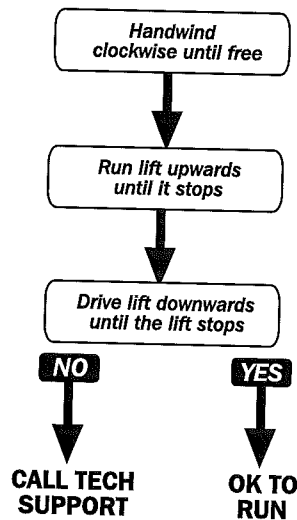 Handwind
clockwise until free
Run lift upwards
until it stops
Drive lift downwards
until the lift stops
NO
YES
CALL TECH
SUPPORT
OK TO
RUN